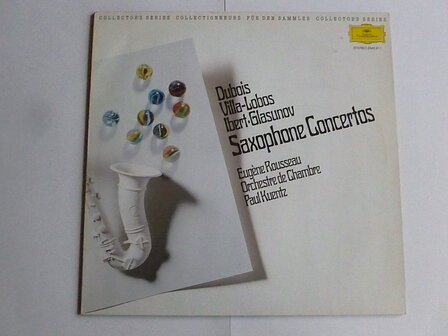 COLLECTORS SERIES · COLLECTIONNEURS · FÜR DEN SAMMLER · COLLECTORS SERIES
Dubois
Villa-Lobos
Ibert·Glasunov
Saxophone Concertos
Eugène Rousseau
Orchestre de Chambre
Paul Kuentz
STEREO